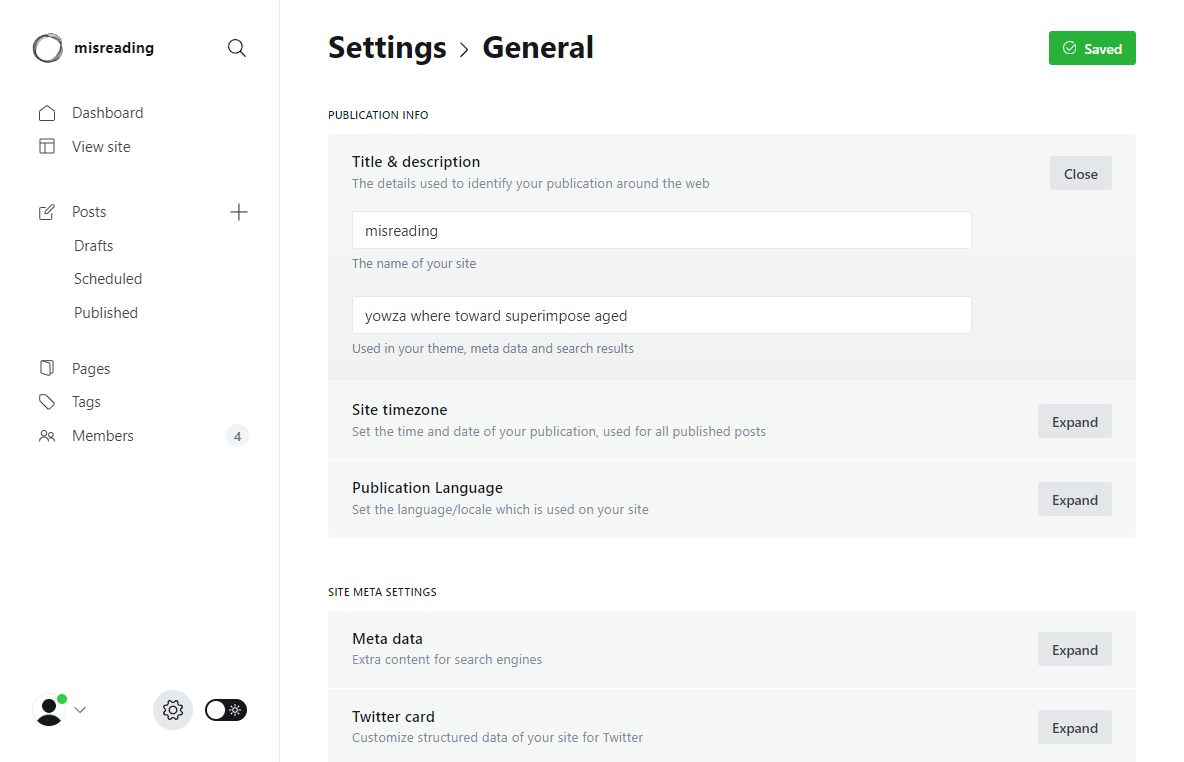 misreading
Dashboard
View site
Posts
Drafts
Scheduled
Published
Pages
Tags
Members
4
Settings > General
Saved
PUBLICATION INFO
Title & description
The details used to identify your publication around the web
Close
misreading
The name of your site
yowza where toward superimpose aged
Used in your theme, meta data and search results
Site timezone
Set the time and date of your publication, used for all published posts
Expand
Publication Language
Set the language/locale which is used on your site
Expand
SITE META SETTINGS
Meta data
Extra content for search engines
Expand
Twitter card
Customize structured data of your site for Twitter
Expand